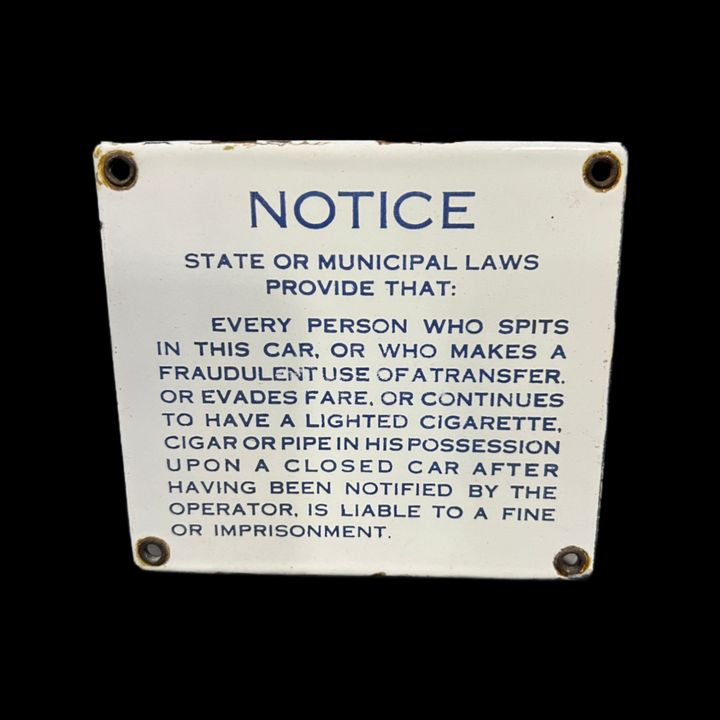 NOTICE
STATE OR MUNICIPAL LAWS
PROVIDE THAT:
EVERY PERSON WHO SPITS
IN THIS CAR, OR WHO MAKES A
FRAUDULENT USE OF A TRANSFER.
OR EVADES FARE, OR CONTINUES
TO HAVE A LIGHTED CIGARETTE,
CIGAR OR PIPE IN HIS POSSESSION
UPON A CLOSED CAR AFTER
HAVING BEEN NOTIFIED BY THE
OPERATOR, IS LIABLE TO A FINE
OR IMPRISONMENT.